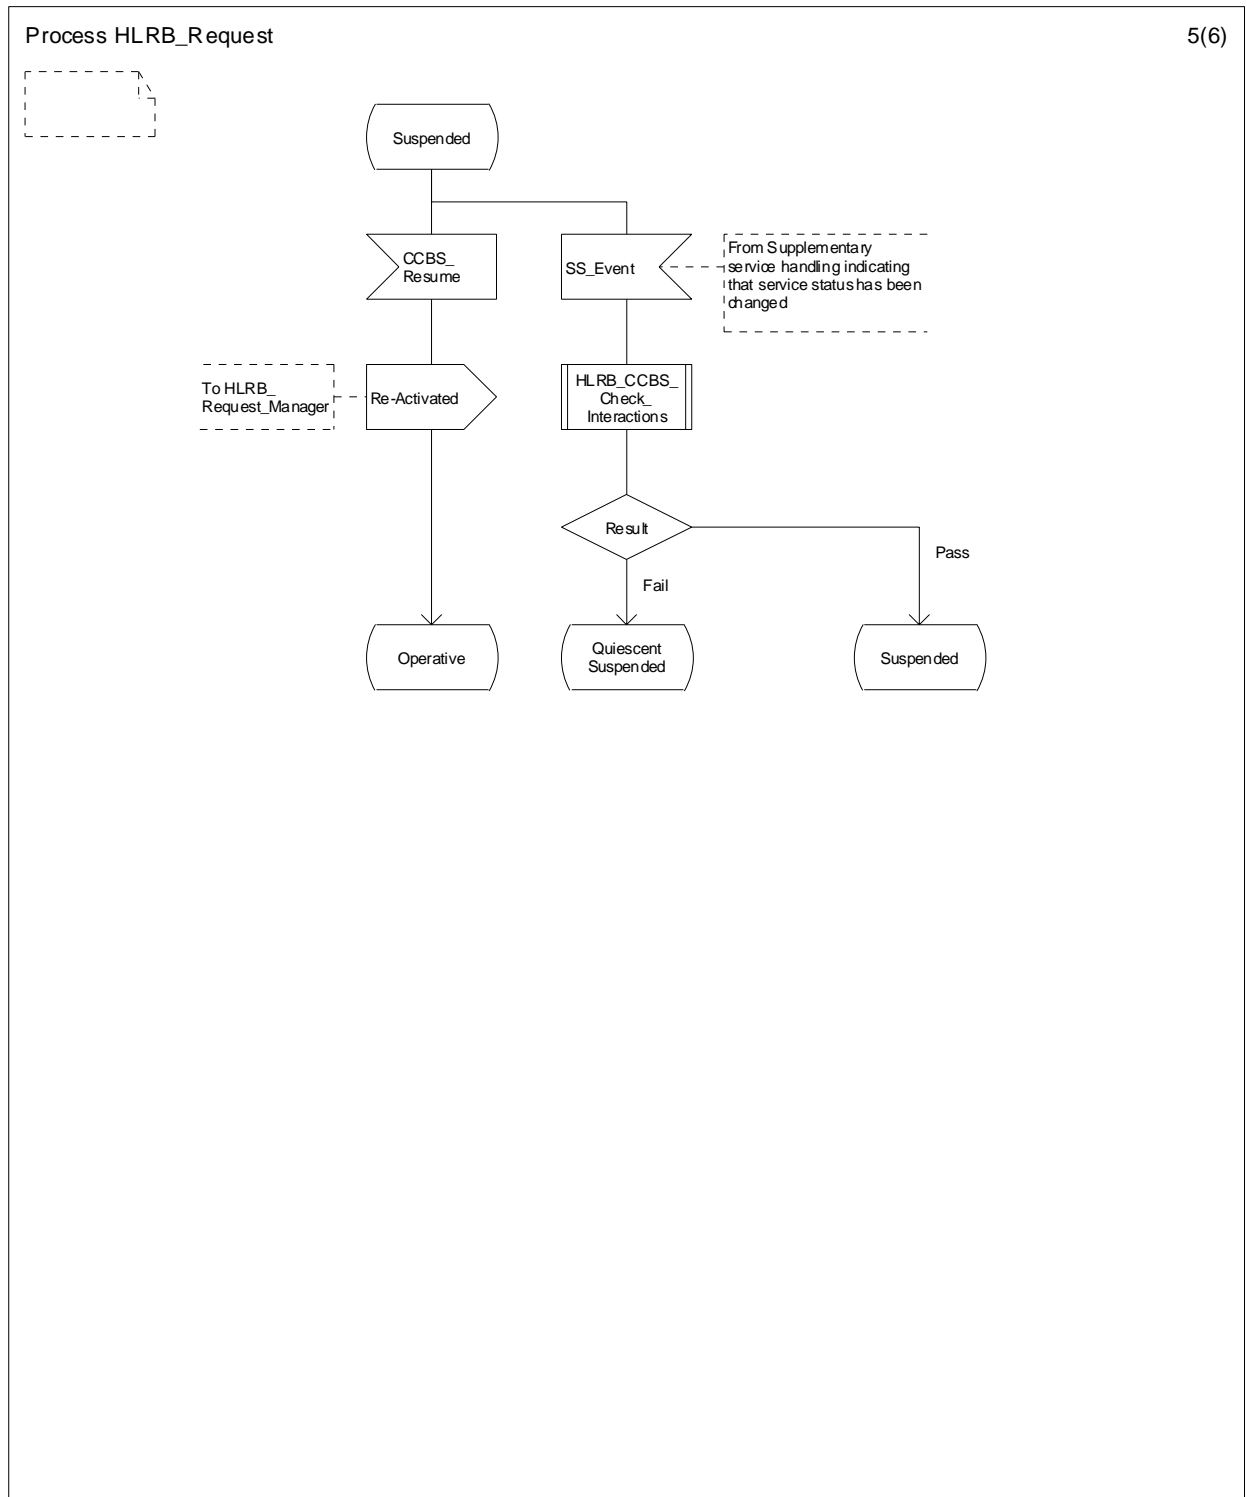 Process HLRB_Request
5(6)
Suspended
CCBS_
Resume
SS_Event
From Supplementary
service handling indicating
that service status has been
changed
To HLRB_
Request_Manager
Re-Activated
HLRB_CCBS_
Check_
Interactions
Result
Pass
Fail
Operative
Quiescent
Suspended
Suspended